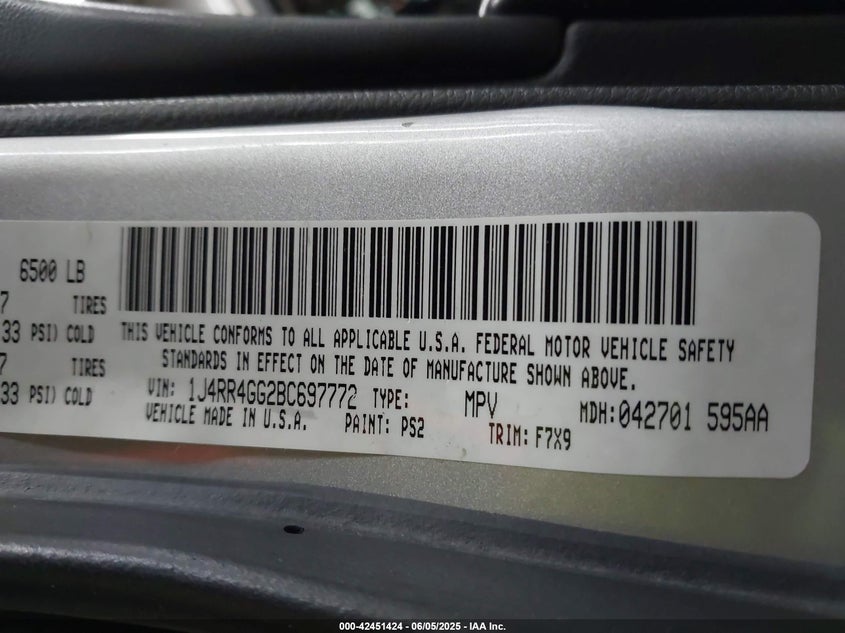 6500 LB
7 TIRES
33 PSI) COLD
7 TIRES
33 PSI) COLD
THIS VEHICLE CONFORMS TO ALL APPLICABLE U.S.A. FEDERAL MOTOR VEHICLE SAFETY
STANDARDS IN EFFECT ON THE DATE OF MANUFACTURE SHOWN ABOVE.
VIN: 1J4RR4GG2BC697772 TYPE: MPV MDH:042701 595AA
VEHICLE MADE IN U.S.A. PAINT: PS2 TRIM: F7X9
000-42451424 | 06/05/2025 - IAA Inc.